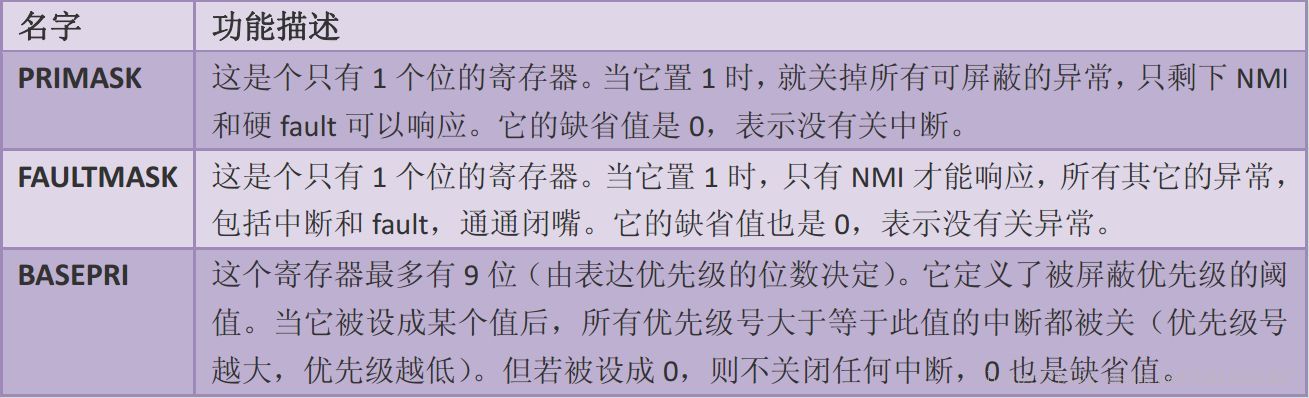 名字 功能描述
PRIMASK 这是个只有 1 个位的寄存器。当它置 1 时，就关掉所有可屏蔽的异常，只剩下 NMI
和硬 fault 可以响应。它的缺省值是 0，表示没有关中断。
FAULTMASK 这是个只有 1 个位的寄存器。当它置 1 时，只有 NMI 才能响应，所有其它的异常，
包括中断和 fault，通通闭嘴。它的缺省值也是 0，表示没有关异常。
BASEPRI 这个寄存器最多有 9 位（由表达优先级的位数决定）。它定义了被屏蔽优先级的阈
值。当它被设成某个值后，所有优先级号大于等于此值的中断都被关（优先级号
越大，优先级越低）。但若被设成 0，则不关闭任何中断，0 也是缺省值。